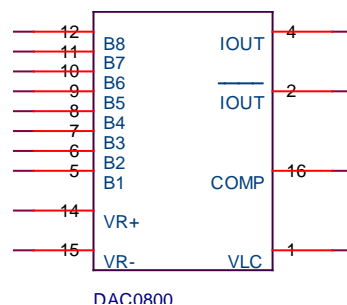 12 B8 IOUT 4
11 B7
10 B6 IOUT 2
9 B5
8 B4
7 B3
6 B2
5 B1 COMP 16
14 VR+
15 VR- VLC 1
DAC0800